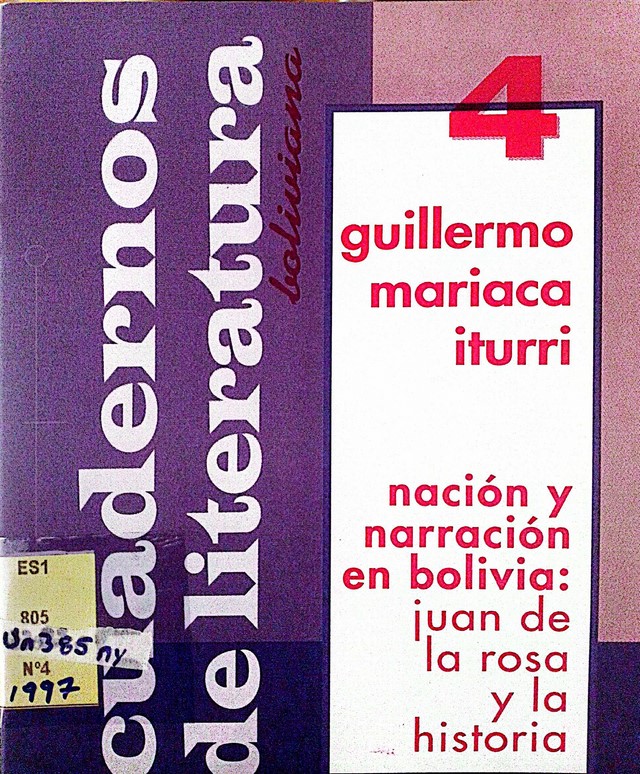 cuadernos
de literatura
boliviana
4
guillermo
mariaca
iturri
nación y
narración
en bolivia:
juan de
la rosa
y la
historia
ES1
805
Un385ny
Nº4
1997